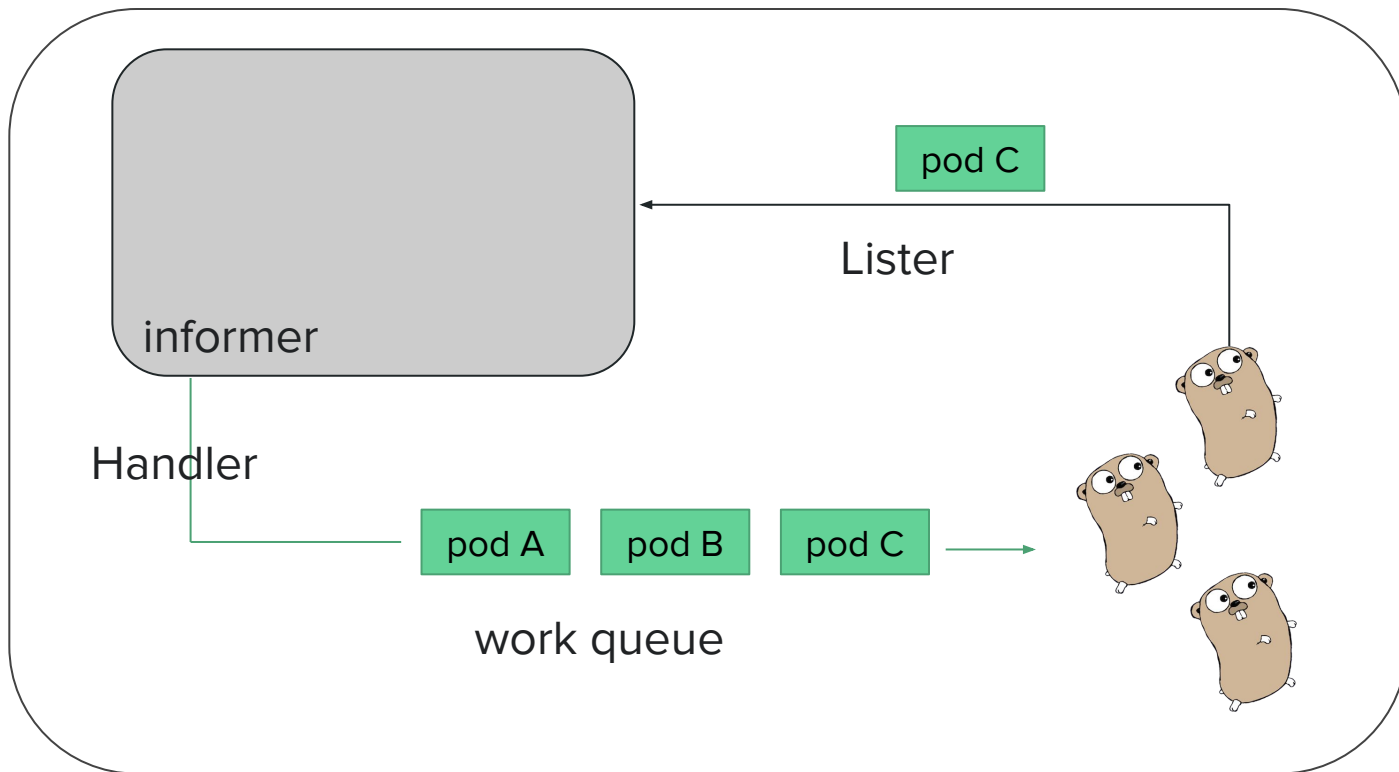 pod C
Lister
informer
Handler
pod A
pod B
pod C
work queue